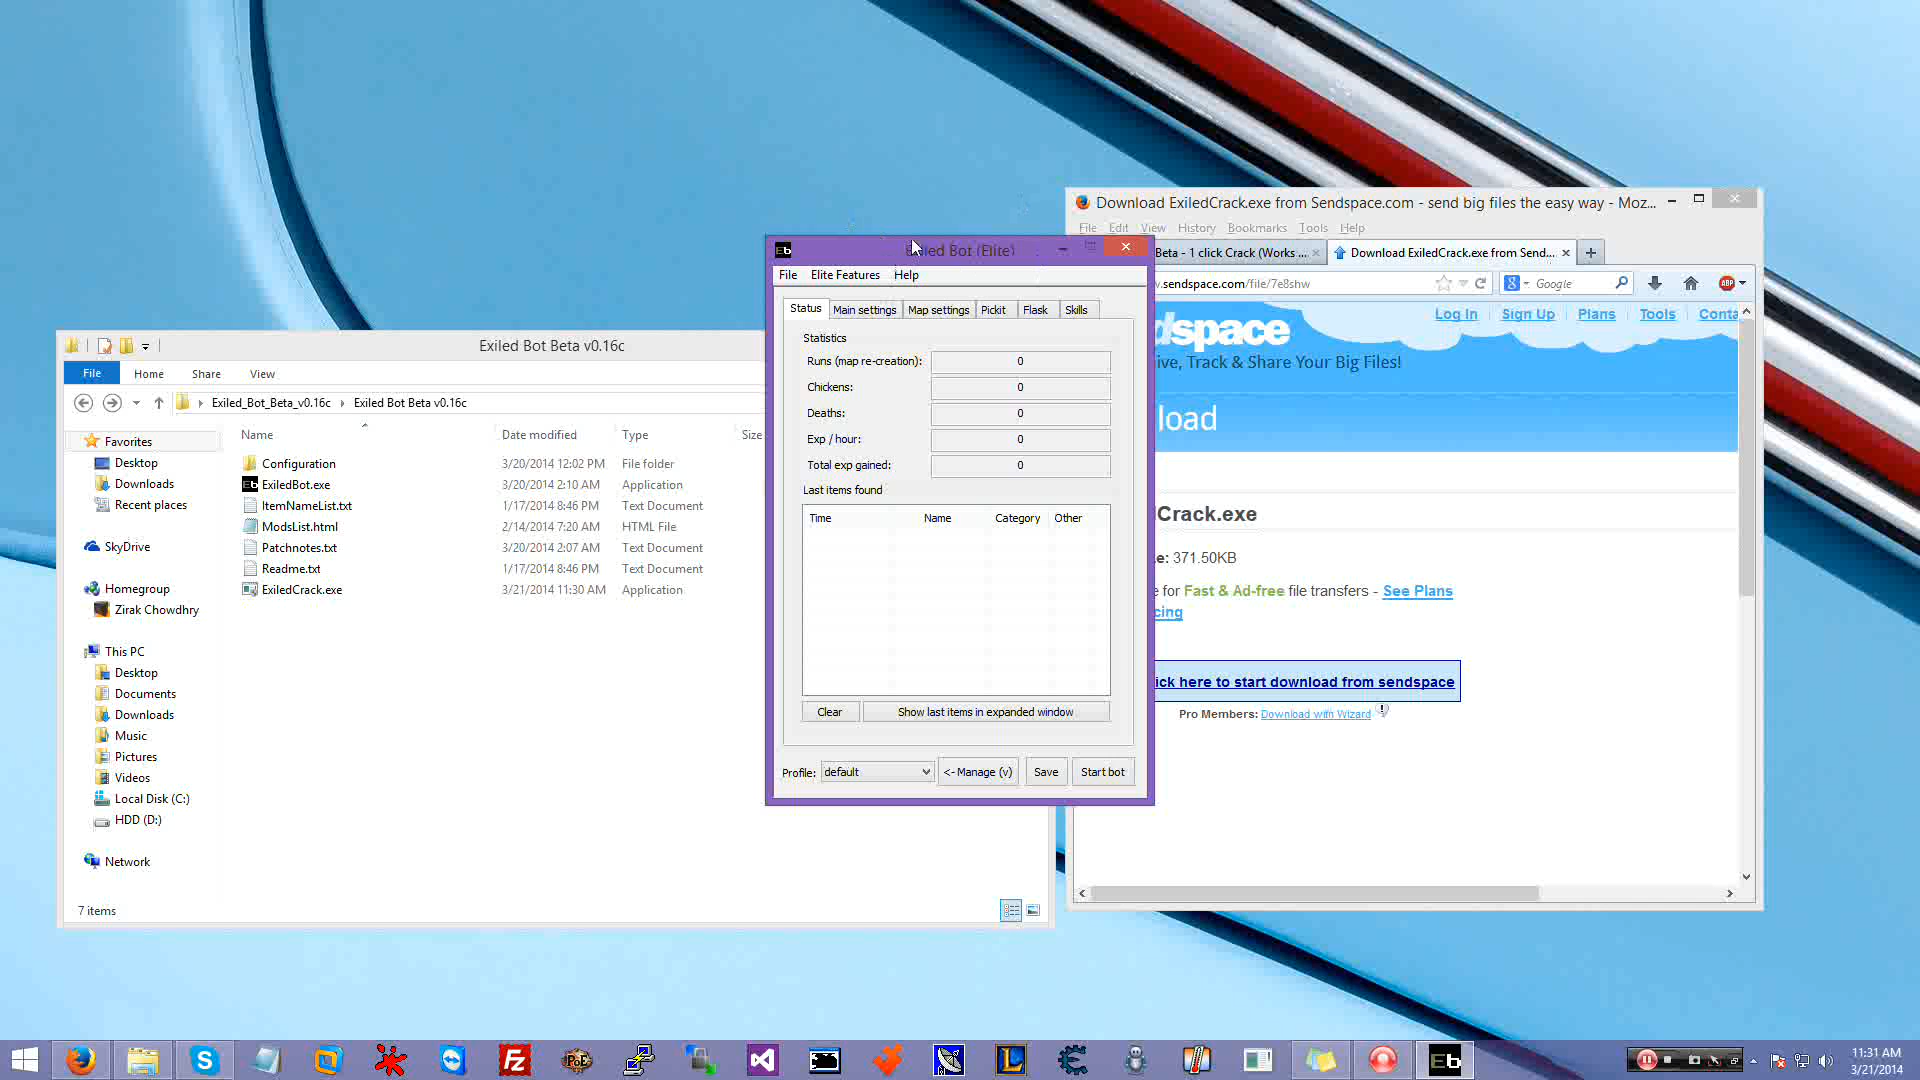 Download ExiledCrack.exe from Sendspace.com - send big files the easy way - Moz...
File Edit View History Bookmarks Tools Help
Beta - 1 click Crack (Works ...
Download ExiledCrack.exe from Send...
.sendspace.com/file/7e8shw
Google
ABP
Log In Sign Up Plans Tools Conta
dspace
ive, Track & Share Your Big Files!
load
Crack.exe
e: 371.50KB
e for Fast & Ad-free file transfers - See Plans
cing
ick here to start download from sendspace
Pro Members: Download with Wizard
Eb
Exiled Bot (Elite)
File Elite Features Help
Status Main settings Map settings Pickit Flask Skills
Statistics
Runs (map re-creation): 0
Chickens: 0
Deaths: 0
Exp / hour: 0
Total exp gained: 0
Last items found
Time Name Category Other
Clear Show last items in expanded window
Profile: default <- Manage (v) Save Start bot
Exiled Bot Beta v0.16c
File Home Share View
Exiled_Bot_Beta_v0.16c Exiled Bot Beta v0.16c
Name Date modified Type Size
Configuration 3/20/2014 12:02 PM File folder
ExiledBot.exe 3/20/2014 2:10 AM Application
ItemNameList.txt 1/17/2014 8:46 PM Text Document
ModsList.html 2/14/2014 7:20 AM HTML File
Patchnotes.txt 3/20/2014 2:07 AM Text Document
Readme.txt 1/17/2014 8:46 PM Text Document
ExiledCrack.exe 3/21/2014 11:30 AM Application
Favorites
Desktop
Downloads
Recent places
SkyDrive
Homegroup
Zirak Chowdhry
This PC
Desktop
Documents
Downloads
Music
Pictures
Videos
Local Disk (C:)
HDD (D:)
Network
7 items
Eb
11:31 AM
3/21/2014